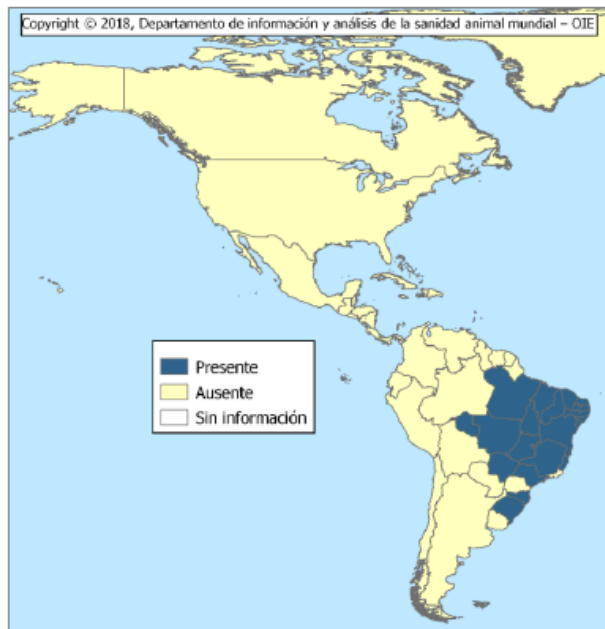 Copyright © 2018, Departamento de información y análisis de la sanidad animal mundial – OIE
Presente
Ausente
Sin información